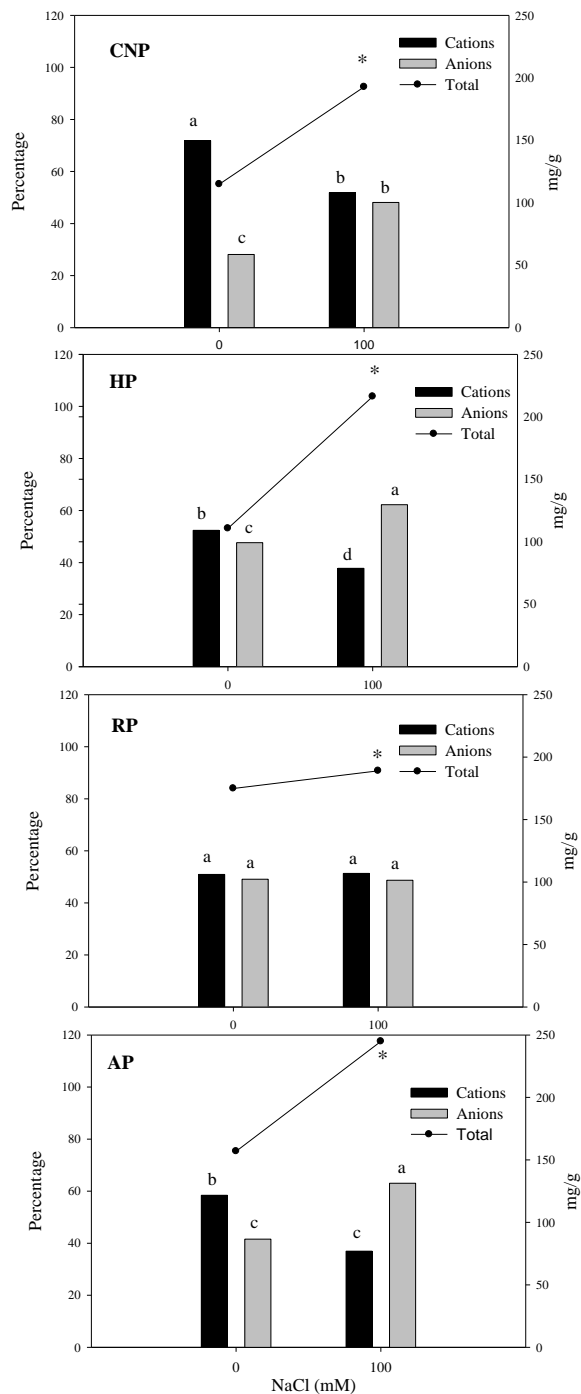 120 250
CNP * Cations
100 Anions
Total 200
a
80
150
60 b b
100
40 c
50
20
0 0
0 100
Percentage
mg/g
120 250
HP *
100 Cations
Anions 200
Total
80
a 150
60 b c
d 100
40
50
20
0 0
0 100
Percentage
mg/g
120 250
RP Cations
100 * Anions 200
Total
80
150
60 a a a a
100
40
50
20
0 0
0 100
Percentage
mg/g
120 250
AP *
100 Cations 200
Anions
80 Total
150
a
60 b
c c 100
40
50
20
0 0
0 100
Percentage
mg/g
NaCl (mM)